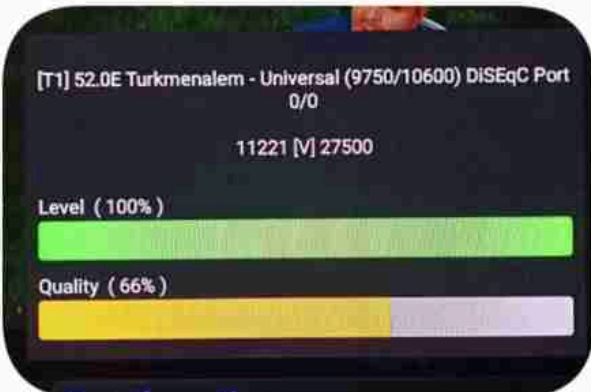 [T1] 52.0E Turkmenalem - Universal (9750/10600) DiSEqC Port
0/0
11221 [V] 27500
Level ( 100% )
Quality ( 66% )